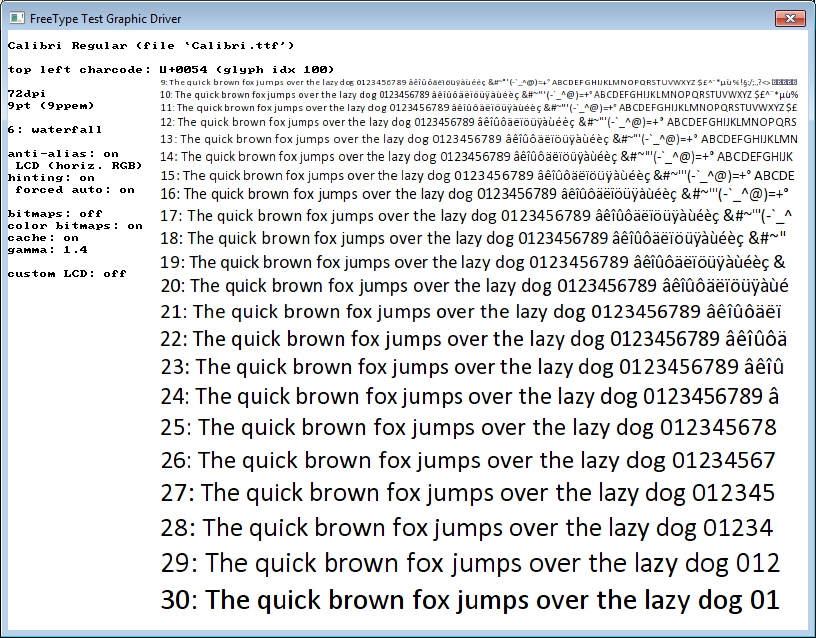 FreeType Test Graphic Driver
Calibri Regular (file `Calibri.ttf')
top left charcode: U+0054 (glyph idx 100)
72dpi
9pt (9ppem)
6: waterfall
anti-alias: on
LCD (horiz. RGB)
hinting: on
forced auto: on
bitmaps: off
color bitmaps: on
cache: on
gamma: 1.4
custom LCD: off
9: The quick brown fox jumps over the lazy dog 0123456789 âêîûôäëïöüÿàùéèç &#~"'(-`_^@)=+° ABCDEFGHIJKLMNOPQRSTUVWXYZ $£^¨*µù%!§:/;.,?<>
10: The quick brown fox jumps over the lazy dog 0123456789 âêîûôäëïöüÿàùéèç &#~"'(-`_^@)=+° ABCDEFGHIJKLMNOPQRSTUVWXYZ $£^¨*µù%
11: The quick brown fox jumps over the lazy dog 0123456789 âêîûôäëïöüÿàùéèç &#~"'(-`_^@)=+° ABCDEFGHIJKLMNOPQRSTUVWXYZ $£
12: The quick brown fox jumps over the lazy dog 0123456789 âêîûôäëïöüÿàùéèç &#~"'(-`_^@)=+° ABCDEFGHIJKLMNOPQRS
13: The quick brown fox jumps over the lazy dog 0123456789 âêîûôäëïöüÿàùéèç &#~"'(-`_^@)=+° ABCDEFGHIJKLMN
14: The quick brown fox jumps over the lazy dog 0123456789 âêîûôäëïöüÿàùéèç &#~"'(-`_^@)=+° ABCDEFGHIJK
15: The quick brown fox jumps over the lazy dog 0123456789 âêîûôäëïöüÿàùéèç &#~"'(-`_^@)=+° ABCDE
16: The quick brown fox jumps over the lazy dog 0123456789 âêîûôäëïöüÿàùéèç &#~"'(-`_^@)=+°
17: The quick brown fox jumps over the lazy dog 0123456789 âêîûôäëïöüÿàùéèç &#~"'(-`_^
18: The quick brown fox jumps over the lazy dog 0123456789 âêîûôäëïöüÿàùéèç &#~"
19: The quick brown fox jumps over the lazy dog 0123456789 âêîûôäëïöüÿàùéèç &
20: The quick brown fox jumps over the lazy dog 0123456789 âêîûôäëïöüÿàùé
21: The quick brown fox jumps over the lazy dog 0123456789 âêîûôäëï
22: The quick brown fox jumps over the lazy dog 0123456789 âêîûôä
23: The quick brown fox jumps over the lazy dog 0123456789 âêîû
24: The quick brown fox jumps over the lazy dog 0123456789 â
25: The quick brown fox jumps over the lazy dog 012345678
26: The quick brown fox jumps over the lazy dog 01234567
27: The quick brown fox jumps over the lazy dog 012345
28: The quick brown fox jumps over the lazy dog 01234
29: The quick brown fox jumps over the lazy dog 012
30: The quick brown fox jumps over the lazy dog 01